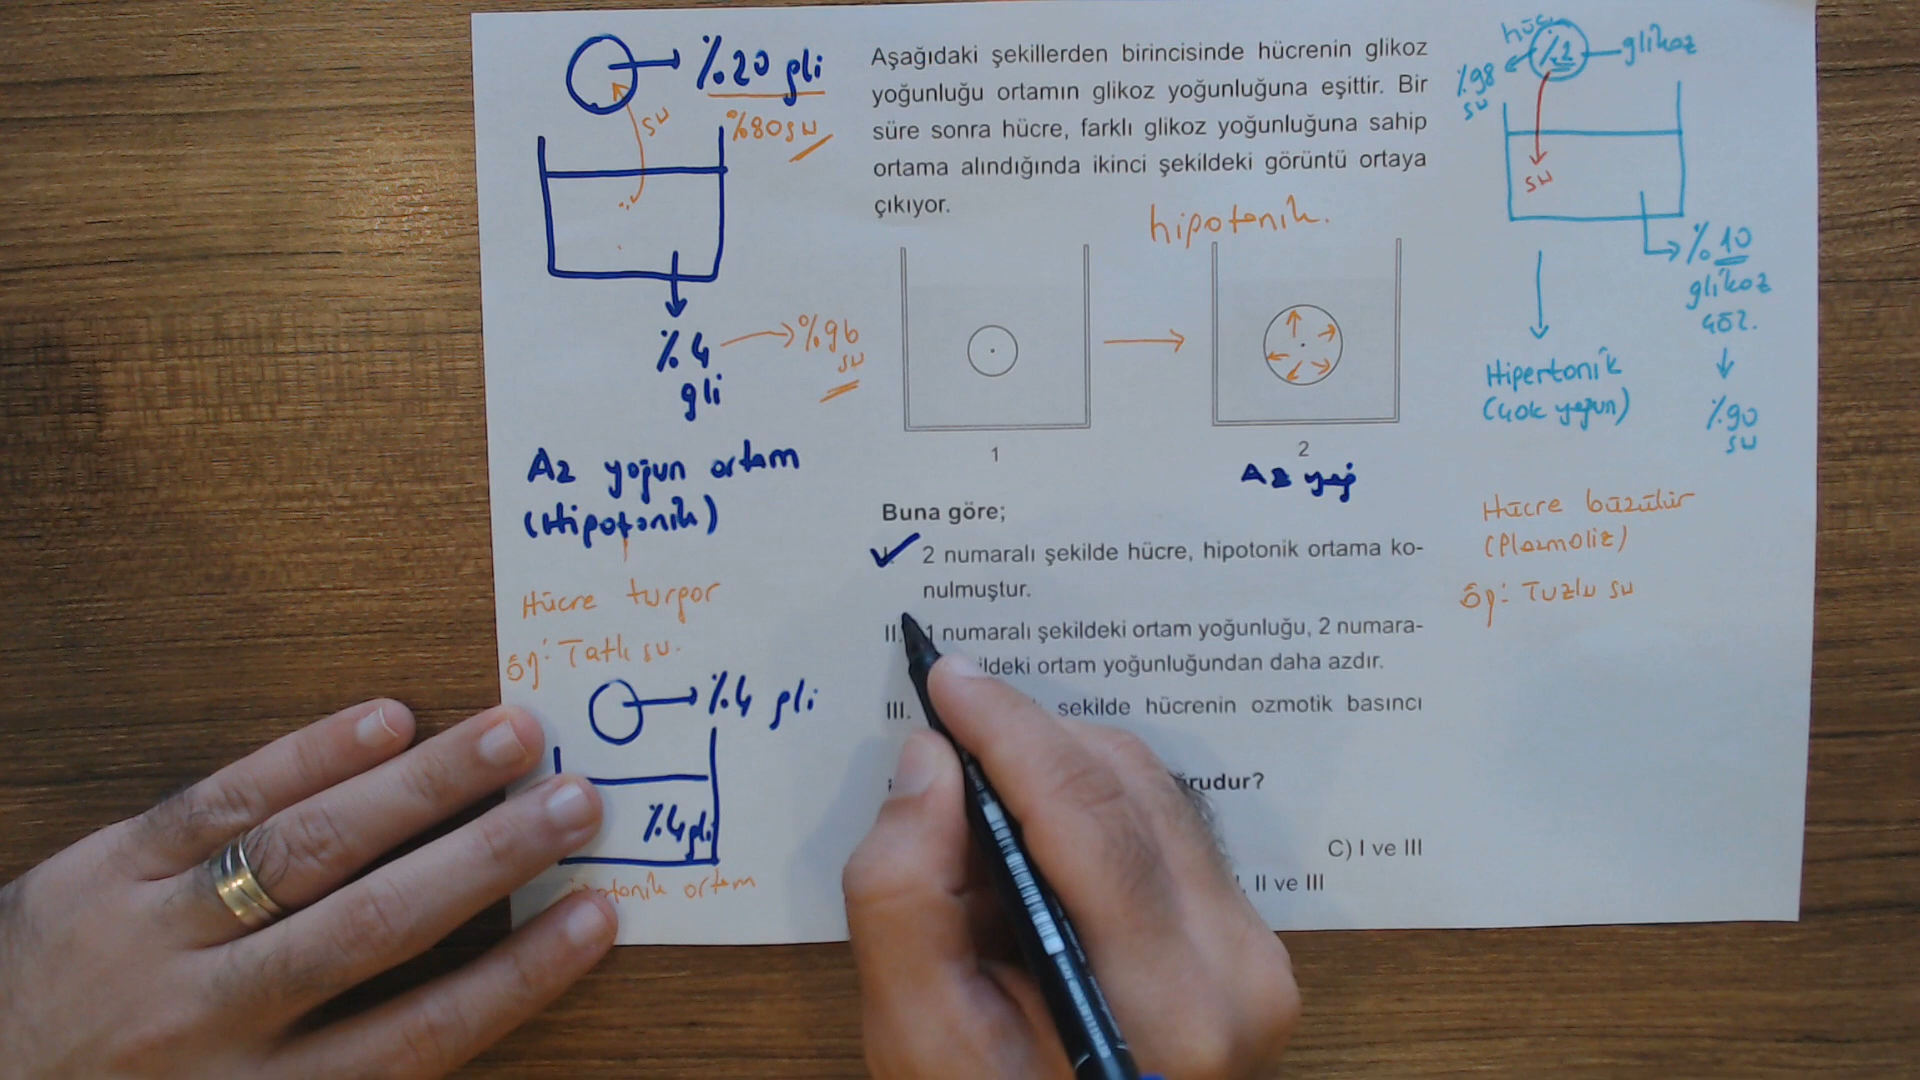 %20 gli
%80 su
su
%4
gli
%96
su
Az yoğun ortam
(Hipotonik)
Hücre turgor
Ög: Tatlı su.
%4 gli
%4 gli
ortem
Aşağıdaki şekillerden birincisinde hücrenin glikoz
yoğunluğu ortamın glikoz yoğunluğuna eşittir. Bir
süre sonra hücre, farklı glikoz yoğunluğuna sahip
ortama alındığında ikinci şekildeki görüntü ortaya
çıkıyor.
hipotonik.
1
2
Az yoğ
Buna göre;
2 numaralı şekilde hücre, hipotonik ortama ko-
nulmuştur.
II. 1 numaralı şekildeki ortam yoğunluğu, 2 numara-
ildeki ortam yoğunluğundan daha azdır.
III. şekilde hücrenin ozmotik basıncı
rudur?
C) I ve III
II ve III
hüc.
%2
glikoz
%98
su
su
%10
glikoz
çöz.
%90
su
Hipertonik
(çok yoğun)
Hücre büzülür
(Plazmoliz)
Ög: Tuzlu su